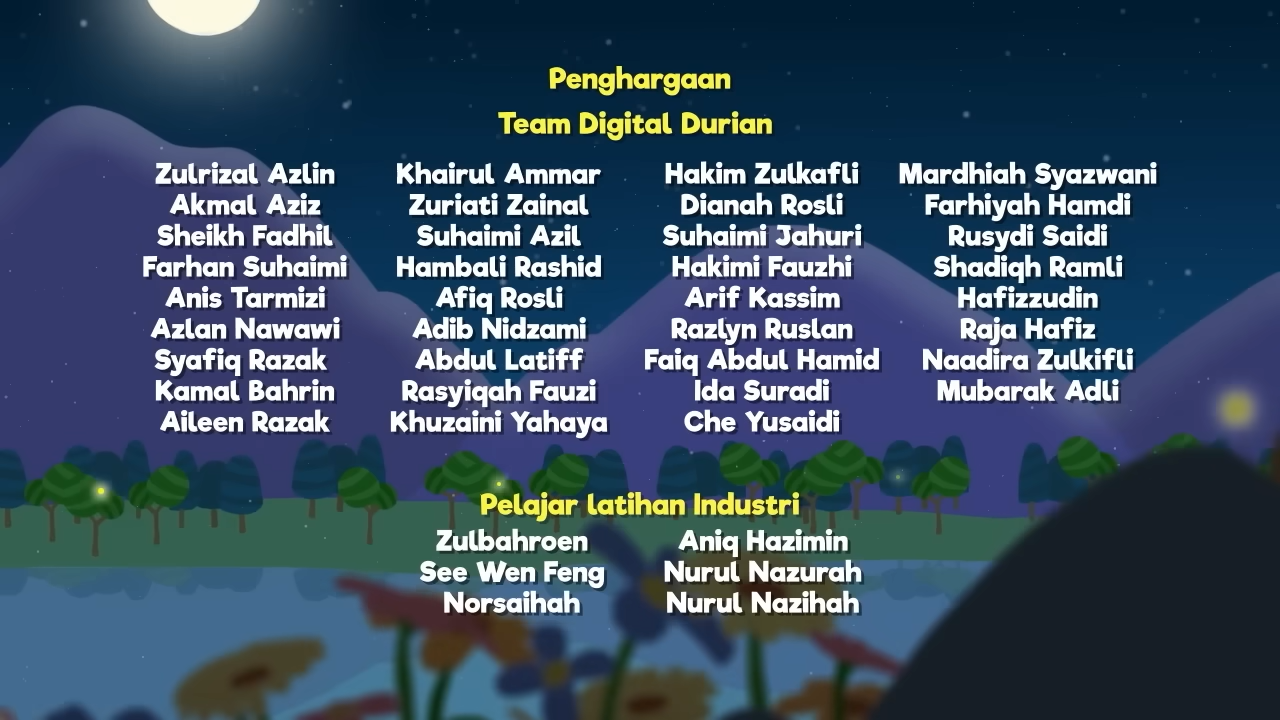 Penghargaan
Team Digital Durian
Zulrizal Azlin Khairul Ammar Hakim Zulkafli Mardhiah Syazwani
Akmal Aziz Zuriati Zainal Dianah Rosli Farhiyah Hamdi
Sheikh Fadhil Suhaimi Azil Suhaimi Jahuri Rusydi Saidi
Farhan Suhaimi Hambali Rashid Hakimi Fauzhi Shadiqh Ramli
Anis Tarmizi Afiq Rosli Arif Kassim Hafizzudin
Azlan Nawawi Adib Nidzami Razlyn Ruslan Raja Hafiz
Syafiq Razak Abdul Latiff Faiq Abdul Hamid Naadira Zulkifli
Kamal Bahrin Rasyiqah Fauzi Ida Suradi Mubarak Adli
Aileen Razak Khuzaini Yahaya Che Yusaidi
Pelajar latihan Industri
Zulbahroen Aniq Hazimin
See Wen Feng Nurul Nazurah
Norsaihah Nurul Nazihah